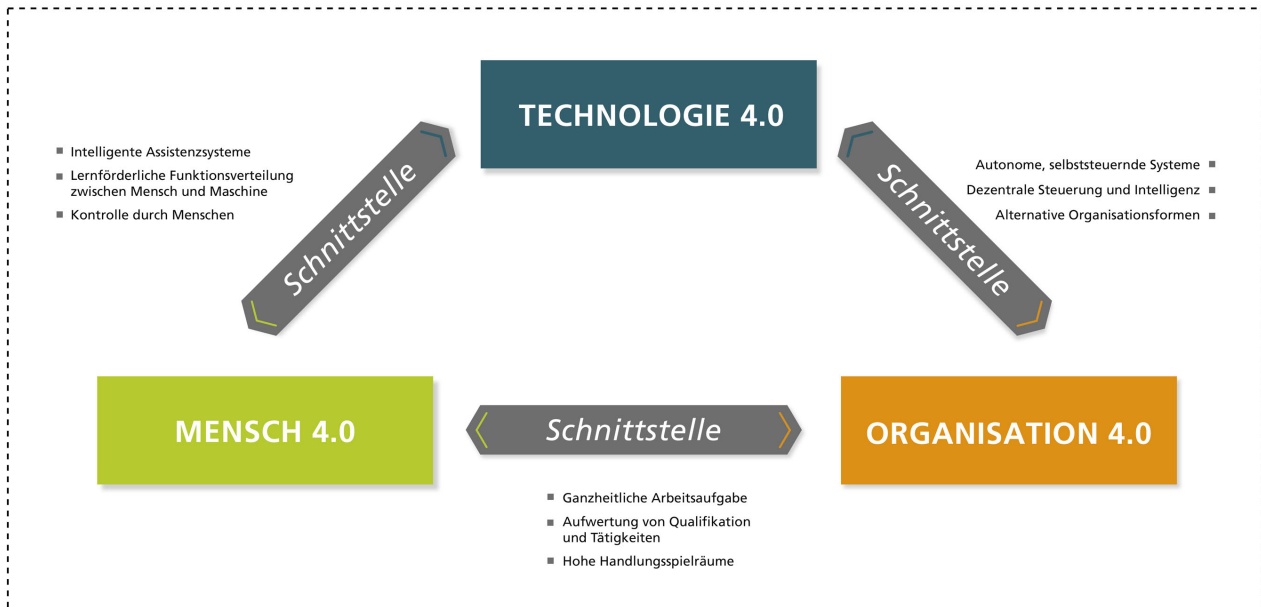 TECHNOLOGIE 4.0
Schnittstelle
■ Intelligente Assistenzsysteme
■ Lernförderliche Funktionsverteilung
zwischen Mensch und Maschine
■ Kontrolle durch Menschen
Schnittstelle
Autonome, selbststeuernde Systeme ■
Dezentrale Steuerung und Intelligenz ■
Alternative Organisationsformen ■
MENSCH 4.0
Schnittstelle
ORGANISATION 4.0
■ Ganzheitliche Arbeitsaufgabe
■ Aufwertung von Qualifikation
und Tätigkeiten
■ Hohe Handlungsspielräume